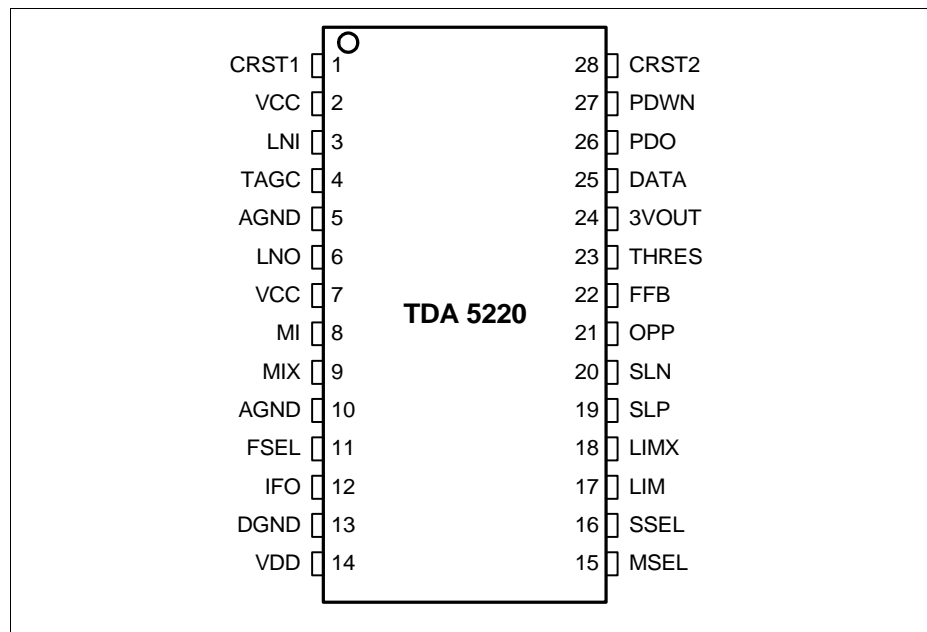 CRST1 1 28 CRST2
VCC 2 27 PDWN
LNI 3 26 PDO
TAGC 4 25 DATA
AGND 5 24 3VOUT
LNO 6 23 THRES
VCC 7 22 FFB
TDA 5220
MI 8 21 OPP
MIX 9 20 SLN
AGND 10 19 SLP
FSEL 11 18 LIMX
IFO 12 17 LIM
DGND 13 16 SSEL
VDD 14 15 MSEL